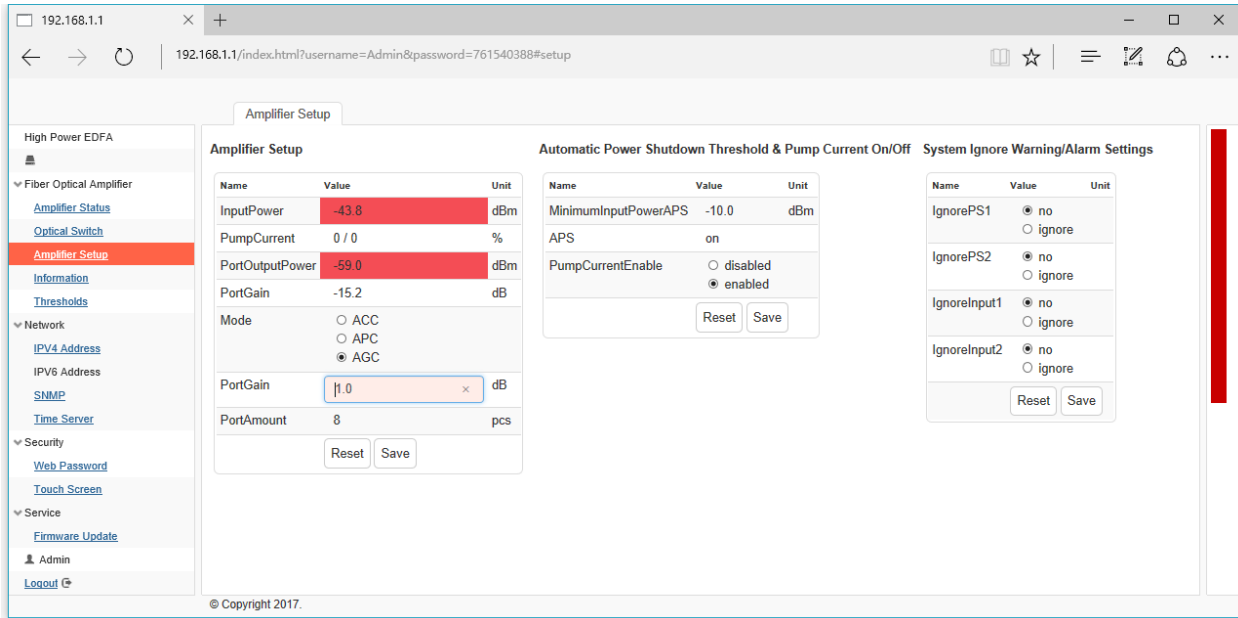 192.168.1.1
192.168.1.1/index.html?username=Admin&password=761540388#setup
Amplifier Setup
High Power EDFA
Fiber Optical Amplifier
Amplifier Status
Optical Switch
Amplifier Setup
Information
Thresholds
Network
IPV4 Address
IPV6 Address
SNMP
Time Server
Security
Web Password
Touch Screen
Service
Firmware Update
Admin
Logout
Amplifier Setup
Name Value Unit
InputPower -43.8 dBm
PumpCurrent 0 / 0 %
PortOutputPower -59.0 dBm
PortGain -15.2 dB
Mode ACC
APC
AGC
PortGain 1.0 dB
PortAmount 8 pcs
Reset Save
Automatic Power Shutdown Threshold & Pump Current On/Off
Name Value Unit
MinimumInputPowerAPS -10.0 dBm
APS on
PumpCurrentEnable disabled
enabled
Reset Save
System Ignore Warning/Alarm Settings
Name Value Unit
IgnorePS1 no
ignore
IgnorePS2 no
ignore
IgnoreInput1 no
ignore
IgnoreInput2 no
ignore
Reset Save
© Copyright 2017.